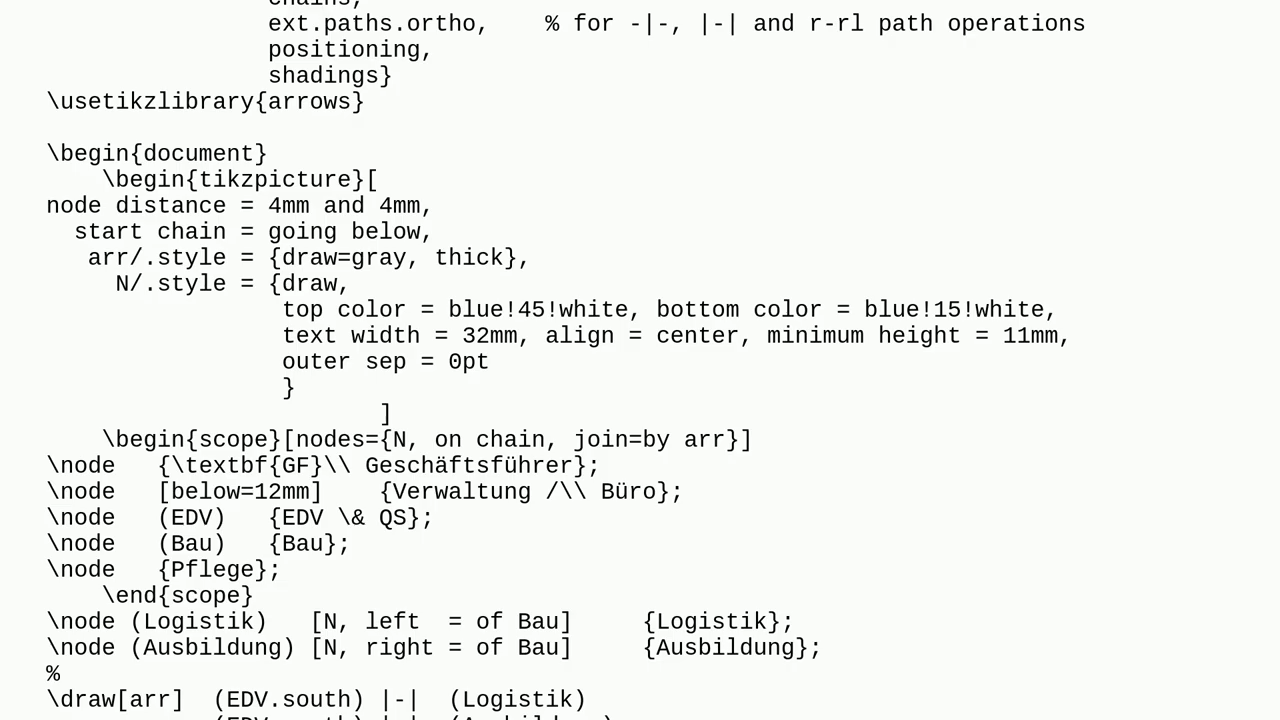 chains,
ext.paths.ortho,    % for -|-, |-| and r-rl path operations
positioning,
shadings}
\usetikzlibrary{arrows}
\begin{document}
\begin{tikzpicture}[
node distance = 4mm and 4mm,
start chain = going below,
arr/.style = {draw=gray, thick},
N/.style = {draw,
top color = blue!45!white, bottom color = blue!15!white,
text width = 32mm, align = center, minimum height = 11mm,
outer sep = 0pt
}
]
\begin{scope}[nodes={N, on chain, join=by arr}]
\node   {\textbf{GF}\\ Geschäftsführer};
\node   [below=12mm]    {Verwaltung /\\ Büro};
\node   (EDV)   {EDV \& QS};
\node   (Bau)   {Bau};
\node   {Pflege};
\end{scope}
\node (Logistik)   [N, left  = of Bau]     {Logistik};
\node (Ausbildung) [N, right = of Bau]     {Ausbildung};
%
\draw[arr]  (EDV.south) |-|  (Logistik)
(EDV.south) |-|  (Ausbildung)